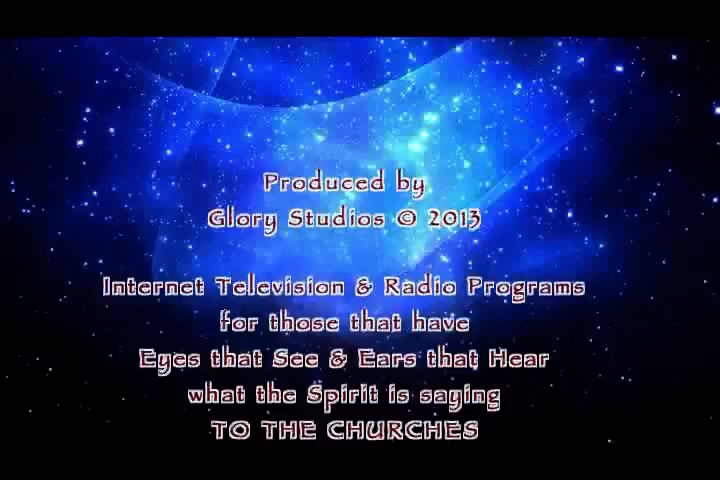 Produced by
Glory Studios © 2013
Internet Television & Radio Programs
for those that have
Eyes that See & Ears that Hear
what the Spirit is saying
TO THE CHURCHES